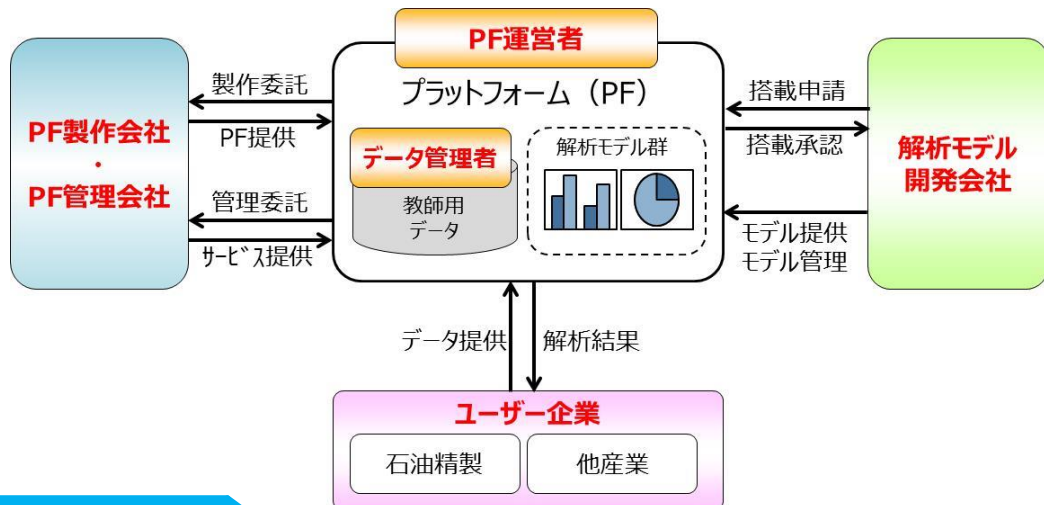 PF運営者
プラットフォーム（PF）
製作委託
PF提供
PF製作会社
・
PF管理会社
管理委託
サービス提供
データ管理者
教師用
データ
解析モデル群
搭載申請
搭載承認
解析モデル
開発会社
モデル提供
モデル管理
データ提供
解析結果
ユーザー企業
石油精製
他産業